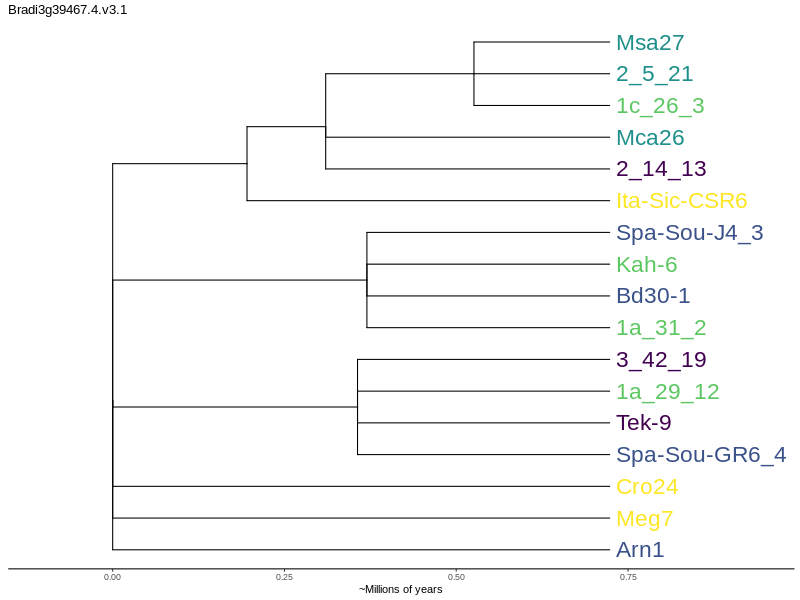 Bradi3g39467.4.v3.1
Msa27
2_5_21
1c_26_3
Mca26
2_14_13
Ita-Sic-CSR6
Spa-Sou-J4_3
Kah-6
Bd30-1
1a_31_2
3_42_19
1a_29_12
Tek-9
Spa-Sou-GR6_4
Cro24
Meg7
Arn1
0.00 0.25 0.50 0.75
~Millions of years